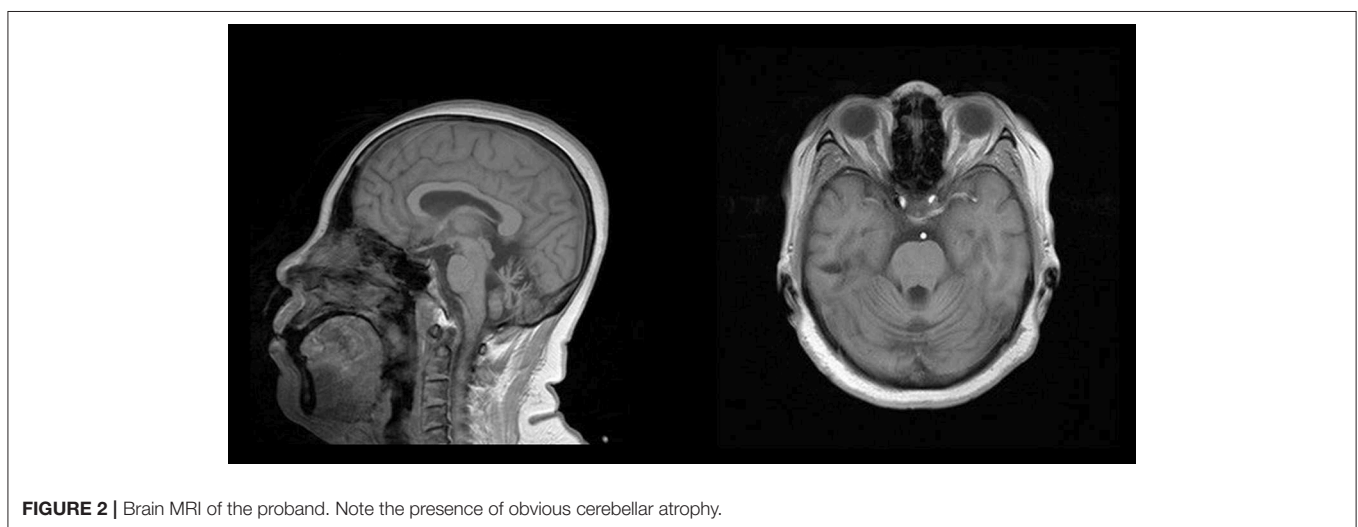 FIGURE 2 | Brain MRI of the proband. Note the presence of obvious cerebellar atrophy.